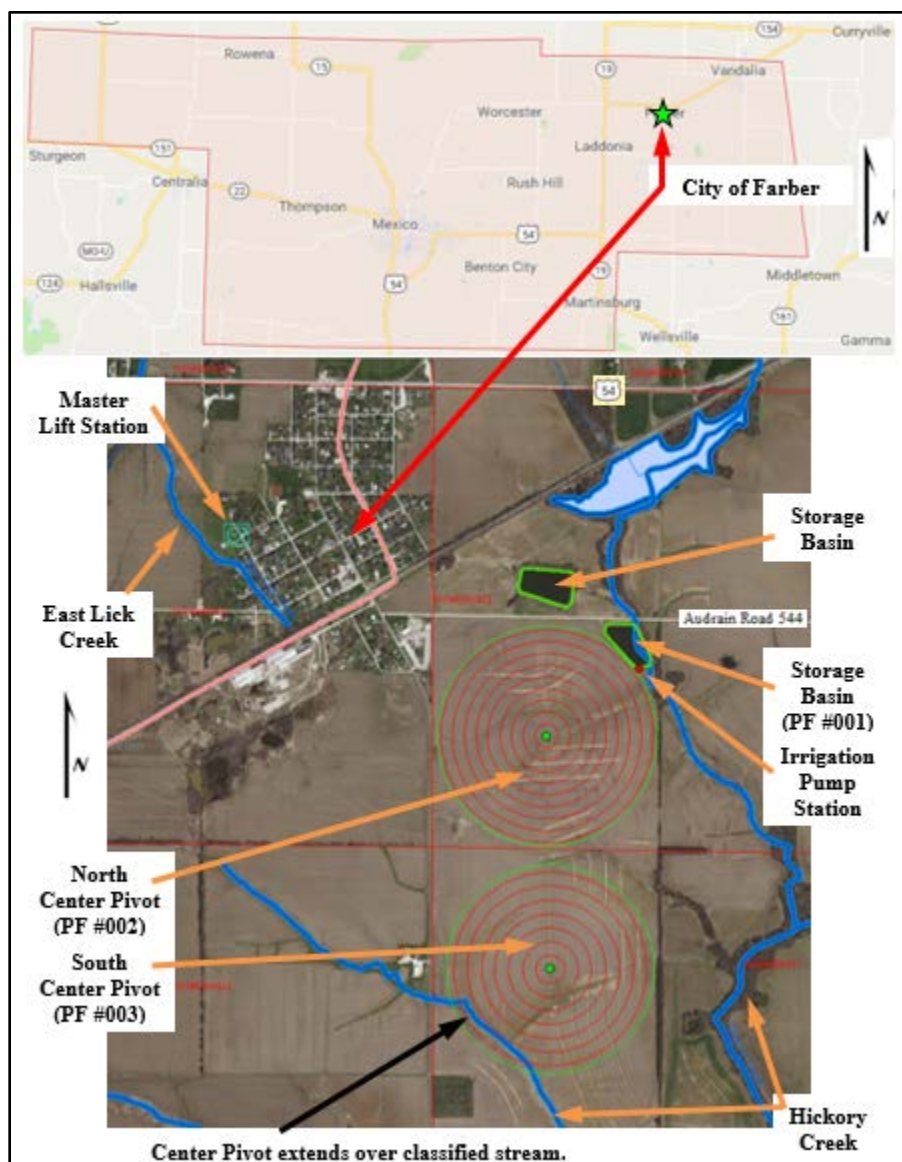 154
Curryville
Rowena
15
19
Vandalia
Worcester
Laddonia
Sturgeon
151
Centralia
22
Rush Hill
City of Farber
Thompson
Mexico
54
N
MO-U
Benton City
54
19
Middletown
124
Hallsville
Martinsburg
161
Wellsville
Gamma
54
Master
Lift Station
Storage
Basin
East Lick
Creek
Audrain Road 544
Storage
Basin
(PF #001)
N
Irrigation
Pump
Station
North
Center Pivot
(PF #002)
South
Center Pivot
(PF #003)
Hickory
Creek
Center Pivot extends over classified stream.